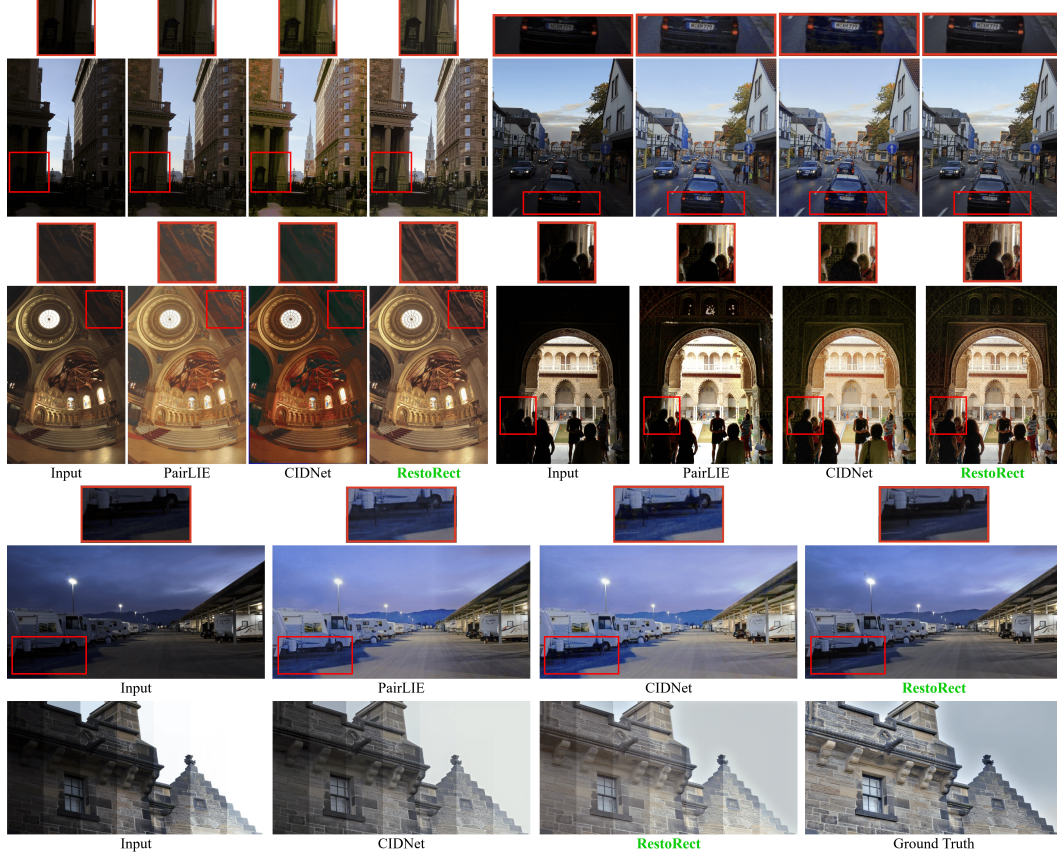 Input PairLIE CIDNet RestoRect Input PairLIE CIDNet RestoRect
Input PairLIE CIDNet RestoRect
Input CIDNet RestoRect Ground Truth